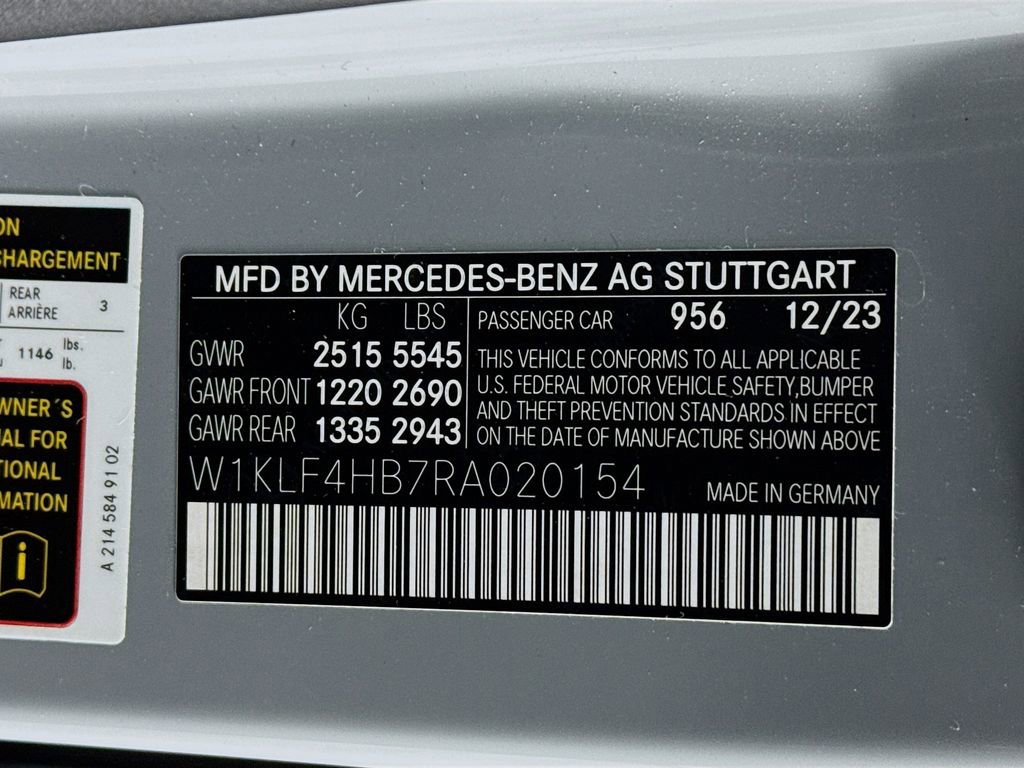 ON
CHARGEMENT
REAR
ARRIÈRE 3
1146 lbs.
lb.
WNER´S
UAL FOR
TIONAL
RMATION
i
A 214 584 91 02
MFD BY MERCEDES-BENZ AG STUTTGART
KG LBS
GVWR 2515 5545
GAWR FRONT 1220 2690
GAWR REAR 1335 2943
PASSENGER CAR 956 12/23
THIS VEHICLE CONFORMS TO ALL APPLICABLE
U.S. FEDERAL MOTOR VEHICLE SAFETY,BUMPER
AND THEFT PREVENTION STANDARDS IN EFFECT
ON THE DATE OF MANUFACTURE SHOWN ABOVE
W1KLF4HB7RA020154 MADE IN GERMANY